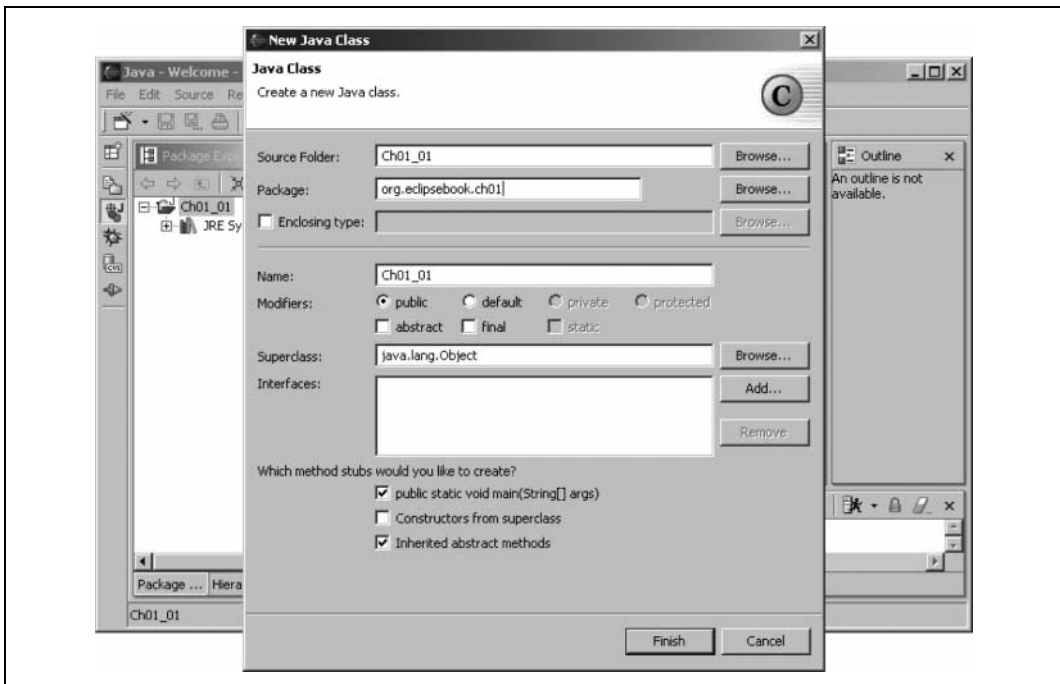 New Java Class
Java Class
Create a new Java class.
C
Source Folder: Ch01_01 Browse...
Package: org.eclipsebook.ch01 Browse...
Enclosing type: Browse...
Name: Ch01_01
Modifiers: public default private protected
abstract final static
Superclass: java.lang.Object Browse...
Interfaces: Add...
Remove
Which method stubs would you like to create?
public static void main(String[] args)
Constructors from superclass
Inherited abstract methods
Finish Cancel
Java - Welcome -
File Edit Source Re
Package Expl
Ch01_01
JRE Sy
Package ... Hiera
Ch01_01
Outline
An outline is not
available.